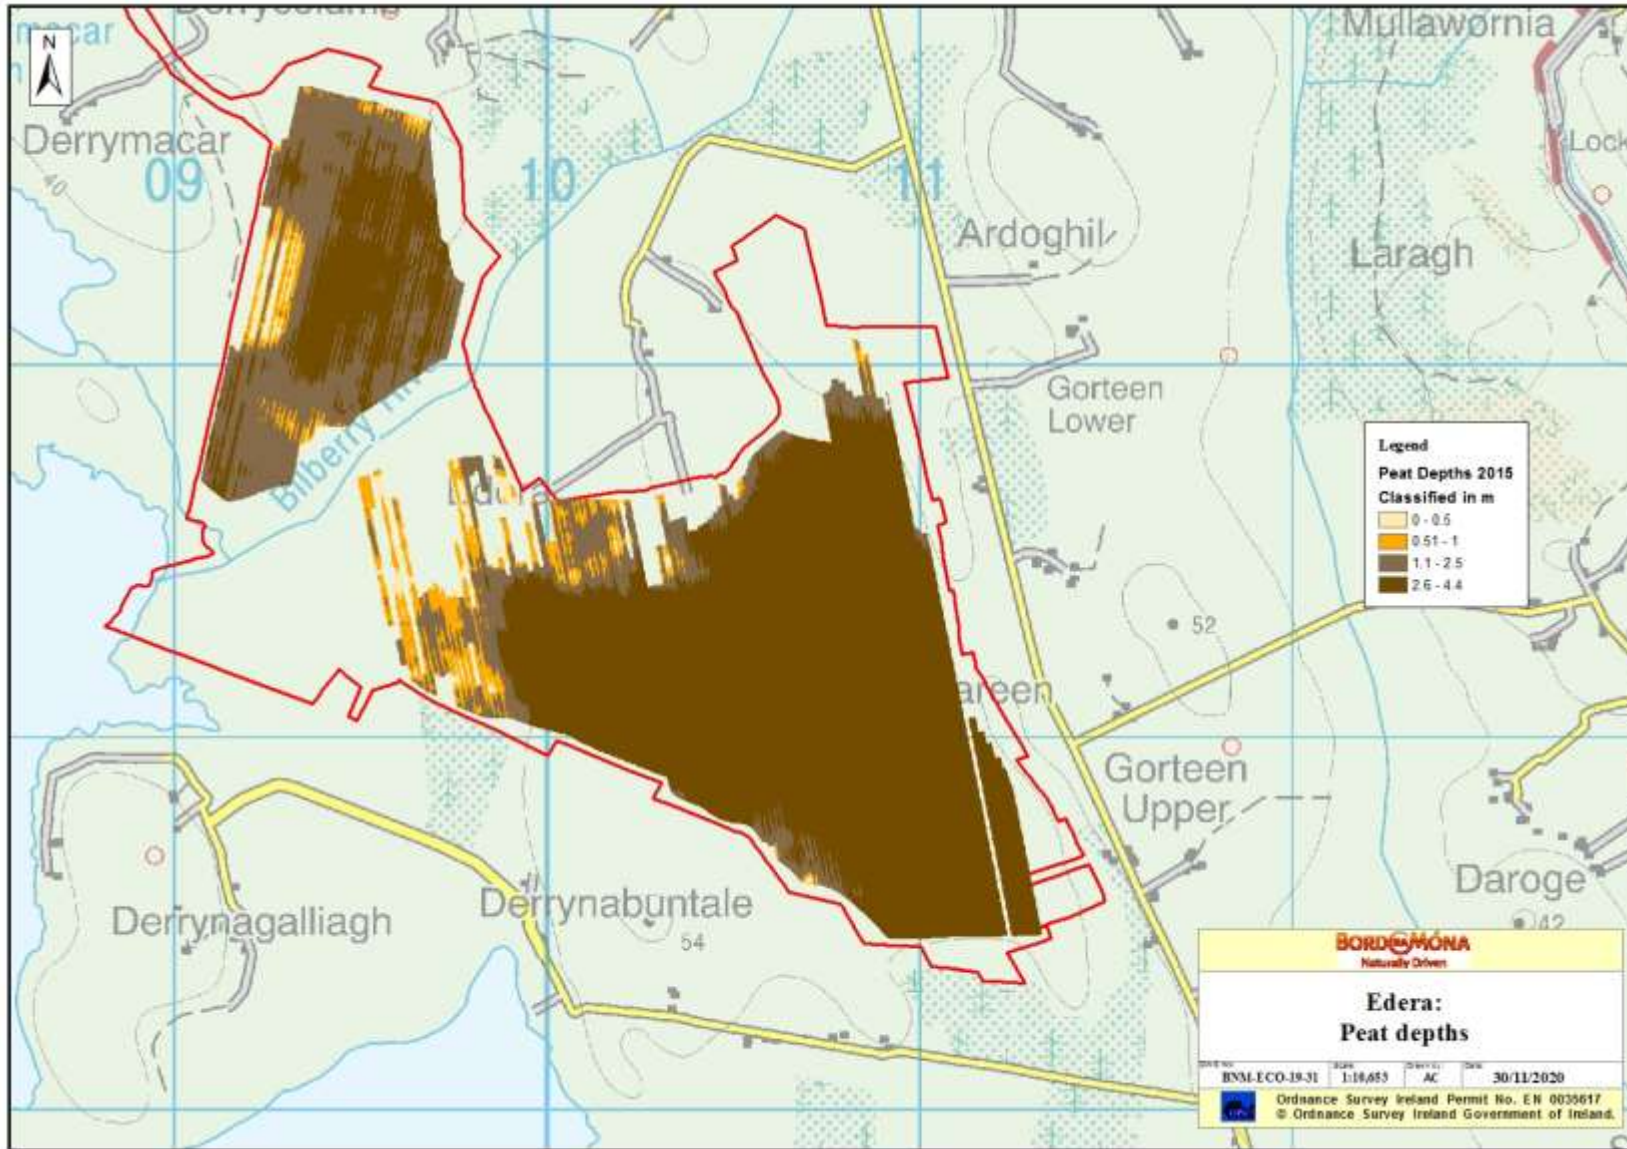 Mullawornia
N
Derrymacar
Lock
09
10
11
40
Ardoghil
Laragh
Gorteen
Lower
Bilberry
Legend
Peat Depths 2015
Classified in m
0 - 0.5
0.51 - 1
1.1 - 2.5
2.6 - 4.4
52
areen
Gorteen
Upper
Daroge
42
Derrynagalliagh
Derrynabuntale
54
BORD NA MÓNA
Naturally Driven
Edera:
Peat depths
BNM-ECO-19-31 AC 30/11/2020
Ordnance Survey Ireland Permit No. EN 0035617
© Ordnance Survey Ireland Government of Ireland.